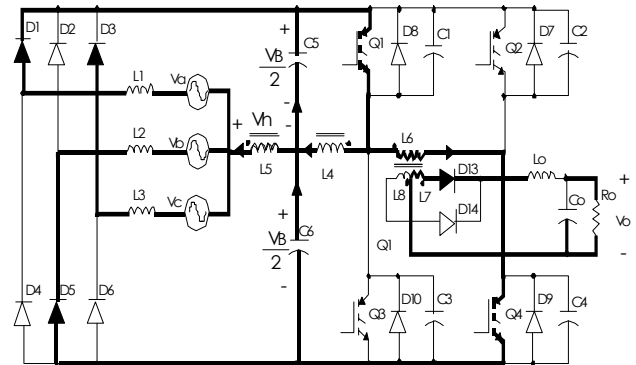 D1 D2 D3
L1 Va
L2 Vb
L3 Vc
D4 D5 D6
+ Vh
L5
+ C5
VB
2
-
-
L4
+ C6
VB
2
-
Q1 D8 C1
Q2 D7 C2
L6
D13
L8 L7
D14
Q1
Lo
Co
Ro
+
Vo
-
Q3 D10 C3
Q4 D9 C4